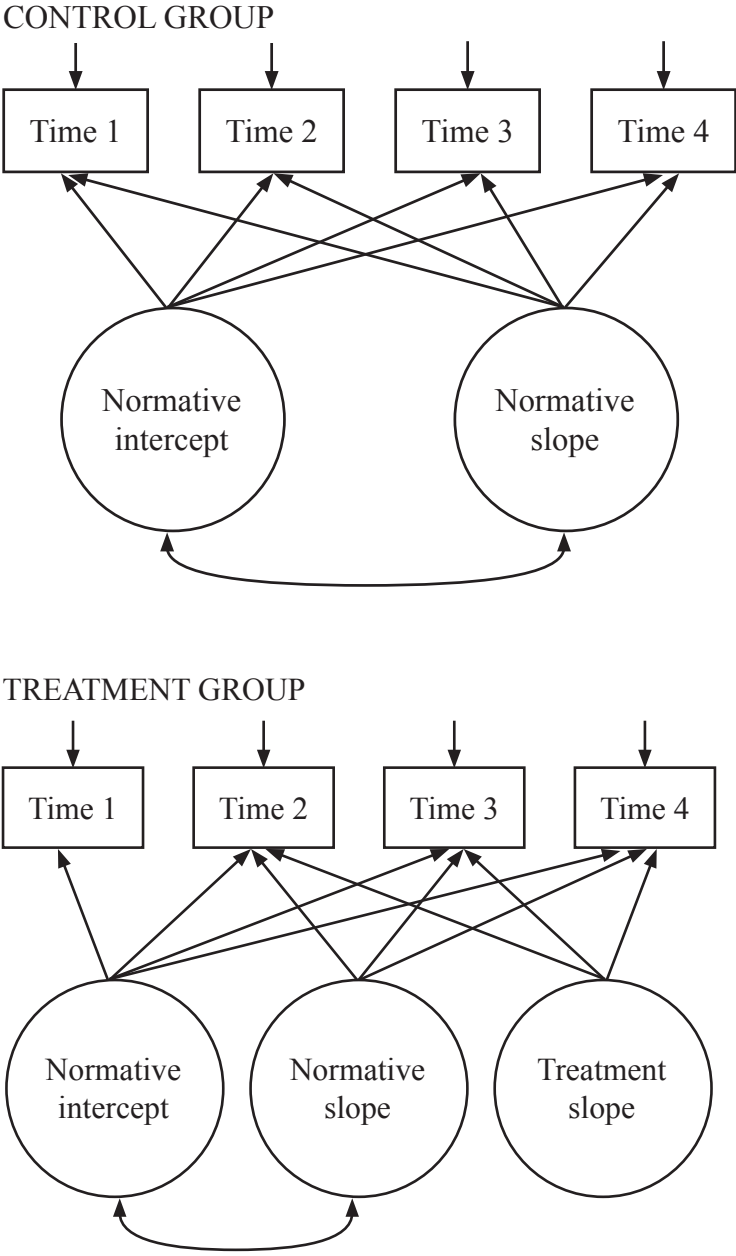 CONTROL GROUP
Time 1
Time 2
Time 3
Time 4
Normative
intercept
Normative
slope
TREATMENT GROUP
Time 1
Time 2
Time 3
Time 4
Normative
intercept
Normative
slope
Treatment
slope